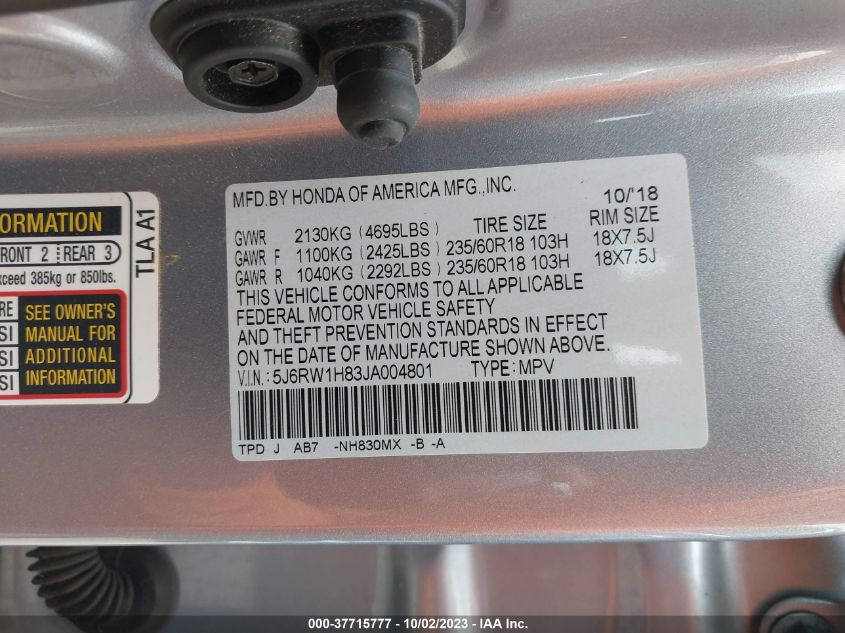 MFD.BY HONDA OF AMERICA MFG.,INC. 10/'18
GVWR 2130KG (4695LBS) TIRE SIZE RIM SIZE
GAWR F 1100KG (2425LBS) 235/60R18 103H 18X7.5J
GAWR R 1040KG (2292LBS) 235/60R18 103H 18X7.5J
THIS VEHICLE CONFORMS TO ALL APPLICABLE
FEDERAL MOTOR VEHICLE SAFETY
AND THEFT PREVENTION STANDARDS IN EFFECT
ON THE DATE OF MANUFACTURE SHOWN ABOVE.
V.I.N.: 5J6RW1H83JA004801 TYPE: MPV
TPD J AB7 -NH830MX -B -A
FRONT 2 REAR 3
385kg or 850lbs.
SEE OWNER'S
MANUAL FOR
ADDITIONAL
INFORMATION
TLA A1
000-37715777 - 10/02/2023 - IAA Inc.